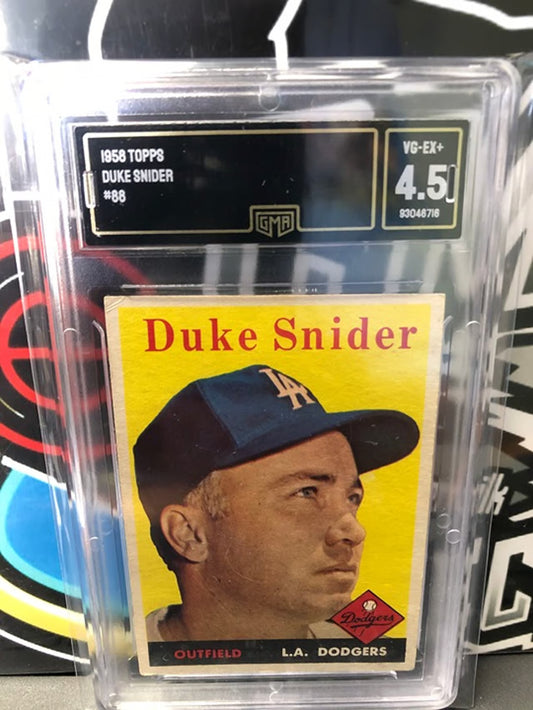 1958 TOPPS
DUKE SNIDER
#88
VG-EX+
4.5
93046716
GMA
Duke Snider
LA
Dodgers
OUTFIELD L.A. DODGERS